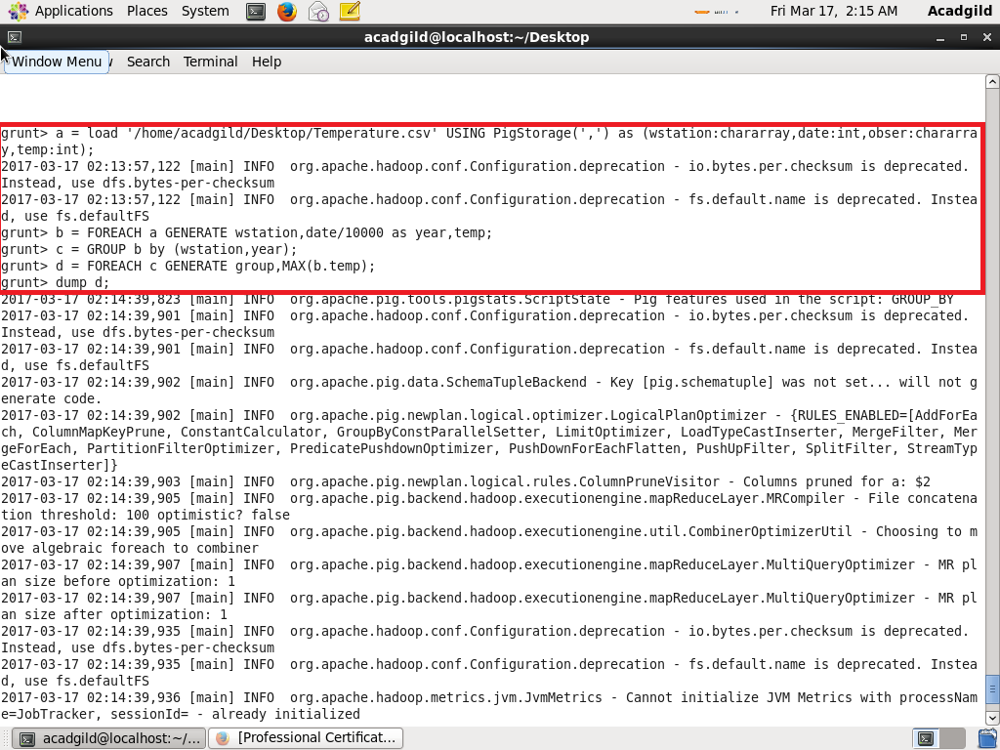 Applications Places System Fri Mar 17, 2:15 AM Acadgild
acadgild@localhost:~/Desktop
Window Menu Search Terminal Help
grunt> a = load '/home/acadgild/Desktop/Temperature.csv' USING PigStorage(',') as (wstation:chararray,date:int,obser:chararra
y,temp:int);
2017-03-17 02:13:57,122 [main] INFO  org.apache.hadoop.conf.Configuration.deprecation - io.bytes.per.checksum is deprecated.
Instead, use dfs.bytes-per-checksum
2017-03-17 02:13:57,122 [main] INFO  org.apache.hadoop.conf.Configuration.deprecation - fs.default.name is deprecated. Instea
d, use fs.defaultFS
grunt> b = FOREACH a GENERATE wstation,date/10000 as year,temp;
grunt> c = GROUP b by (wstation,year);
grunt> d = FOREACH c GENERATE group,MAX(b.temp);
grunt> dump d;
2017-03-17 02:14:39,823 [main] INFO  org.apache.pig.tools.pigstats.ScriptState - Pig features used in the script: GROUP_BY
2017-03-17 02:14:39,901 [main] INFO  org.apache.hadoop.conf.Configuration.deprecation - io.bytes.per.checksum is deprecated.
Instead, use dfs.bytes-per-checksum
2017-03-17 02:14:39,901 [main] INFO  org.apache.hadoop.conf.Configuration.deprecation - fs.default.name is deprecated. Instea
d, use fs.defaultFS
2017-03-17 02:14:39,902 [main] INFO  org.apache.pig.data.SchemaTupleBackend - Key [pig.schematuple] was not set... will not g
enerate code.
2017-03-17 02:14:39,902 [main] INFO  org.apache.pig.newplan.logical.optimizer.LogicalPlanOptimizer - {RULES_ENABLED=[AddForEa
ch, ColumnMapKeyPrune, ConstantCalculator, GroupByConstParallelSetter, LimitOptimizer, LoadTypeCastInserter, MergeFilter, Mer
geForEach, PartitionFilterOptimizer, PredicatePushdownOptimizer, PushDownForEachFlatten, PushUpFilter, SplitFilter, StreamTyp
eCastInserter]}
2017-03-17 02:14:39,903 [main] INFO  org.apache.pig.newplan.logical.rules.ColumnPruneVisitor - Columns pruned for a: $2
2017-03-17 02:14:39,905 [main] INFO  org.apache.pig.backend.hadoop.executionengine.mapReduceLayer.MRCompiler - File concatena
tion threshold: 100 optimistic? false
2017-03-17 02:14:39,905 [main] INFO  org.apache.pig.backend.hadoop.executionengine.util.CombinerOptimizerUtil - Choosing to m
ove algebraic foreach to combiner
2017-03-17 02:14:39,907 [main] INFO  org.apache.pig.backend.hadoop.executionengine.mapReduceLayer.MultiQueryOptimizer - MR pl
an size before optimization: 1
2017-03-17 02:14:39,907 [main] INFO  org.apache.pig.backend.hadoop.executionengine.mapReduceLayer.MultiQueryOptimizer - MR pl
an size after optimization: 1
2017-03-17 02:14:39,935 [main] INFO  org.apache.hadoop.conf.Configuration.deprecation - io.bytes.per.checksum is deprecated.
Instead, use dfs.bytes-per-checksum
2017-03-17 02:14:39,935 [main] INFO  org.apache.hadoop.conf.Configuration.deprecation - fs.default.name is deprecated. Instea
d, use fs.defaultFS
2017-03-17 02:14:39,936 [main] INFO  org.apache.hadoop.metrics.jvm.JvmMetrics - Cannot initialize JVM Metrics with processNam
e=JobTracker, sessionId= - already initialized
acadgild@localhost:~/... [Professional Certificat...